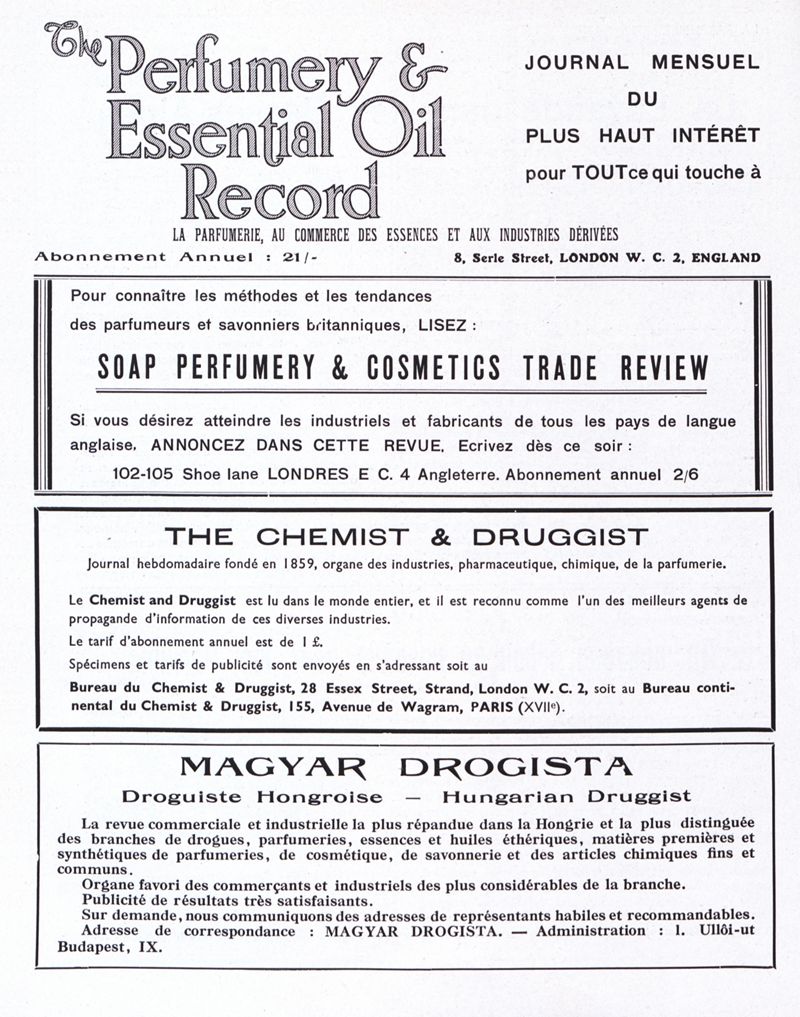 The Perfumery &
Essential Oil
Record
JOURNAL MENSUEL
DU
PLUS HAUT INTÉRÊT
pour TOUT ce qui touche à
LA PARFUMERIE, AU COMMERCE DES ESSENCES ET AUX INDUSTRIES DÉRIVÉES
Abonnement Annuel : 21/-
8, Serle Street, LONDON W. C. 2, ENGLAND
Pour connaître les méthodes et les tendances
des parfumeurs et savonniers britanniques, LISEZ :
SOAP PERFUMERY & COSMETICS TRADE REVIEW
Si vous désirez atteindre les industriels et fabricants de tous les pays de langue
anglaise, ANNONCEZ DANS CETTE REVUE. Ecrivez dès ce soir :
102-105 Shoe lane LONDRES E C. 4 Angleterre. Abonnement annuel 2/6
THE CHEMIST & DRUGGIST
Journal hebdomadaire fondé en 1859, organe des industries, pharmaceutique, chimique, de la parfumerie.
Le Chemist and Druggist est lu dans le monde entier, et il est reconnu comme l'un des meilleurs agents de
propagande d'information de ces diverses industries.
Le tarif d'abonnement annuel est de 1 £.
Spécimens et tarifs de publicité sont envoyés en s'adressant soit au
Bureau du Chemist & Druggist, 28 Essex Street, Strand, London W. C. 2, soit au Bureau conti-
nental du Chemist & Druggist, 155, Avenue de Wagram, PARIS (XVIIe).
MAGYAR DROGISTA
Droguiste Hongroise — Hungarian Druggist
La revue commerciale et industrielle la plus répandue dans la Hongrie et la plus distinguée
des branches de drogues, parfumeries, essences et huiles éthériques, matières premières et
synthétiques de parfumeries, de cosmétique, de savonnerie et des articles chimiques fins et
communs.
Organe favori des commerçants et industriels des plus considérables de la branche.
Publicité de résultats très satisfaisants.
Sur demande, nous communiquons des adresses de représentants habiles et recommandables.
Adresse de correspondance : MAGYAR DROGISTA. — Administration : 1. Ullôi-ut
Budapest, IX.